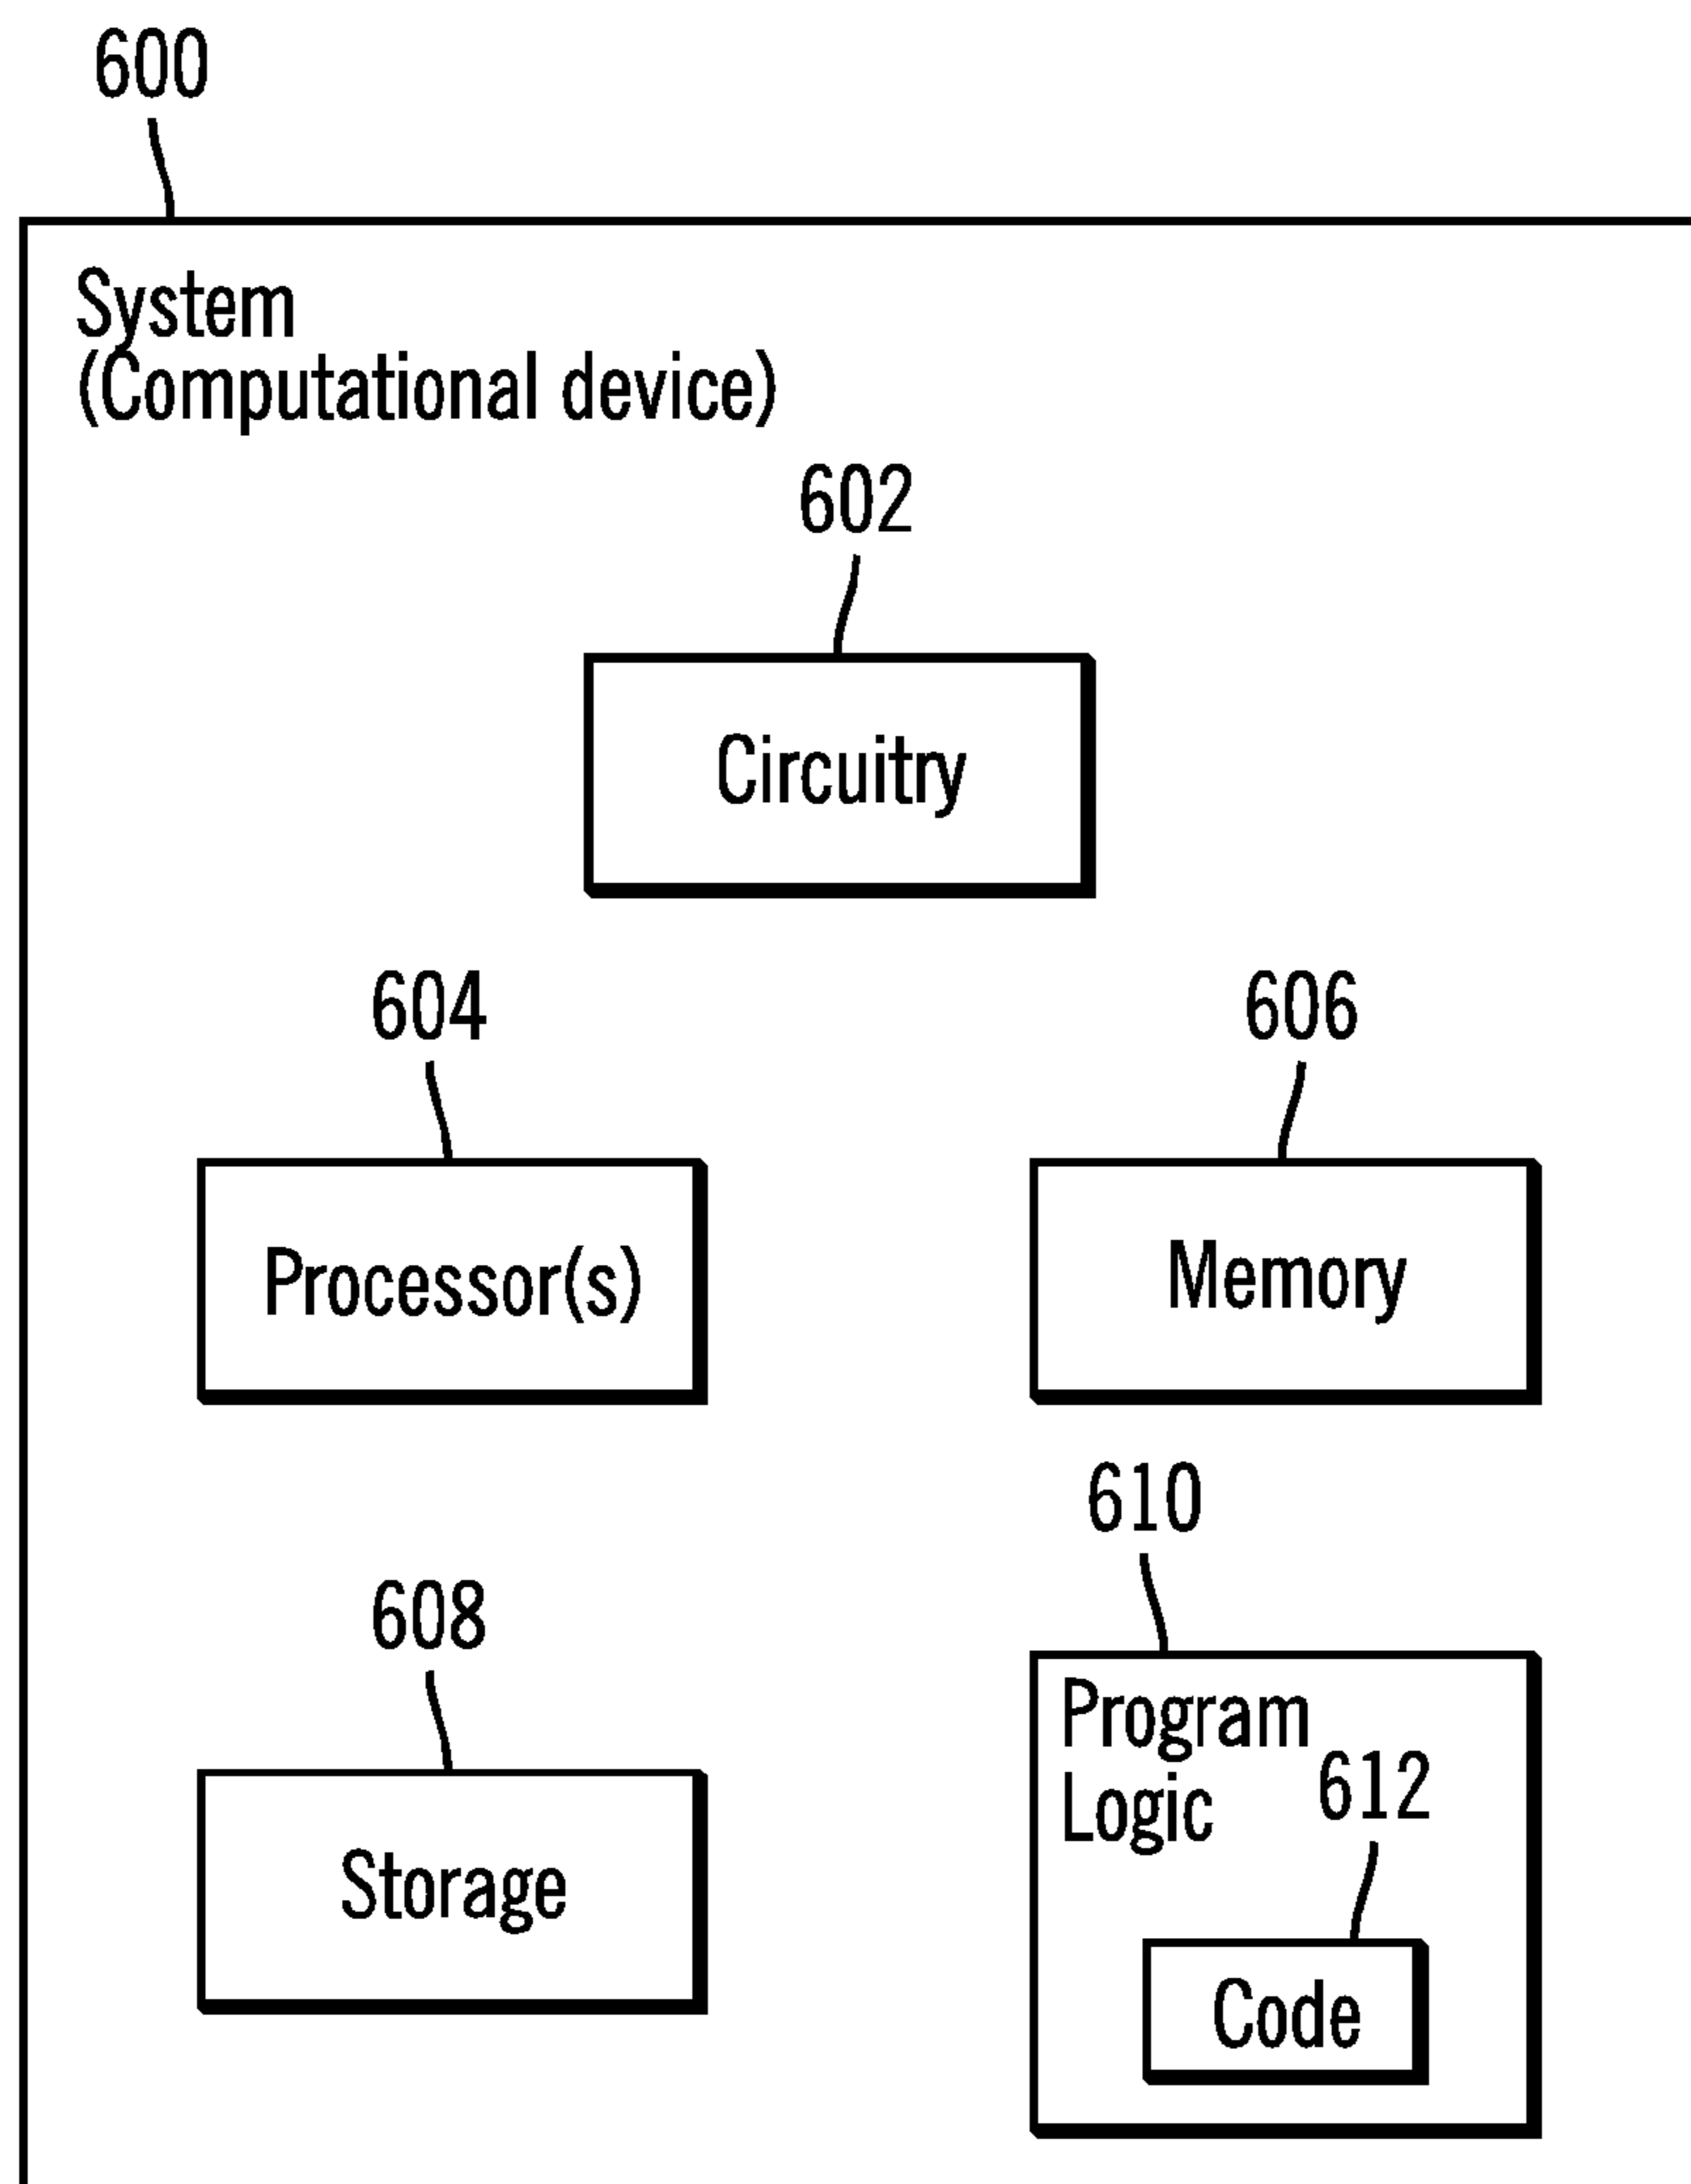 600
System
(Computational device)
602
Circuitry
604
606
Processor(s)
Memory
610
608
Program
Logic
612
Storage
Code